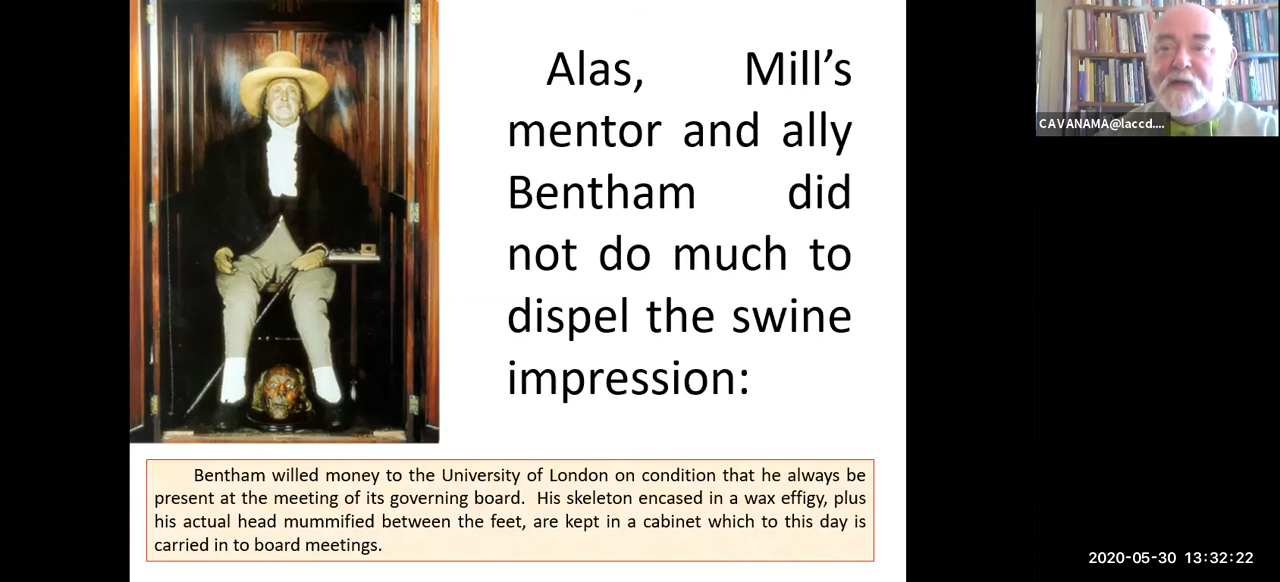 Alas, Mill’s
mentor and ally
Bentham did
not do much to
dispel the swine
impression:
Bentham willed money to the University of London on condition that he always be
present at the meeting of its governing board.  His skeleton encased in a wax effigy, plus
his actual head mummified between the feet, are kept in a cabinet which to this day is
carried in to board meetings.
CAVANAMA@laccd....
2020-05-30 13:32:22